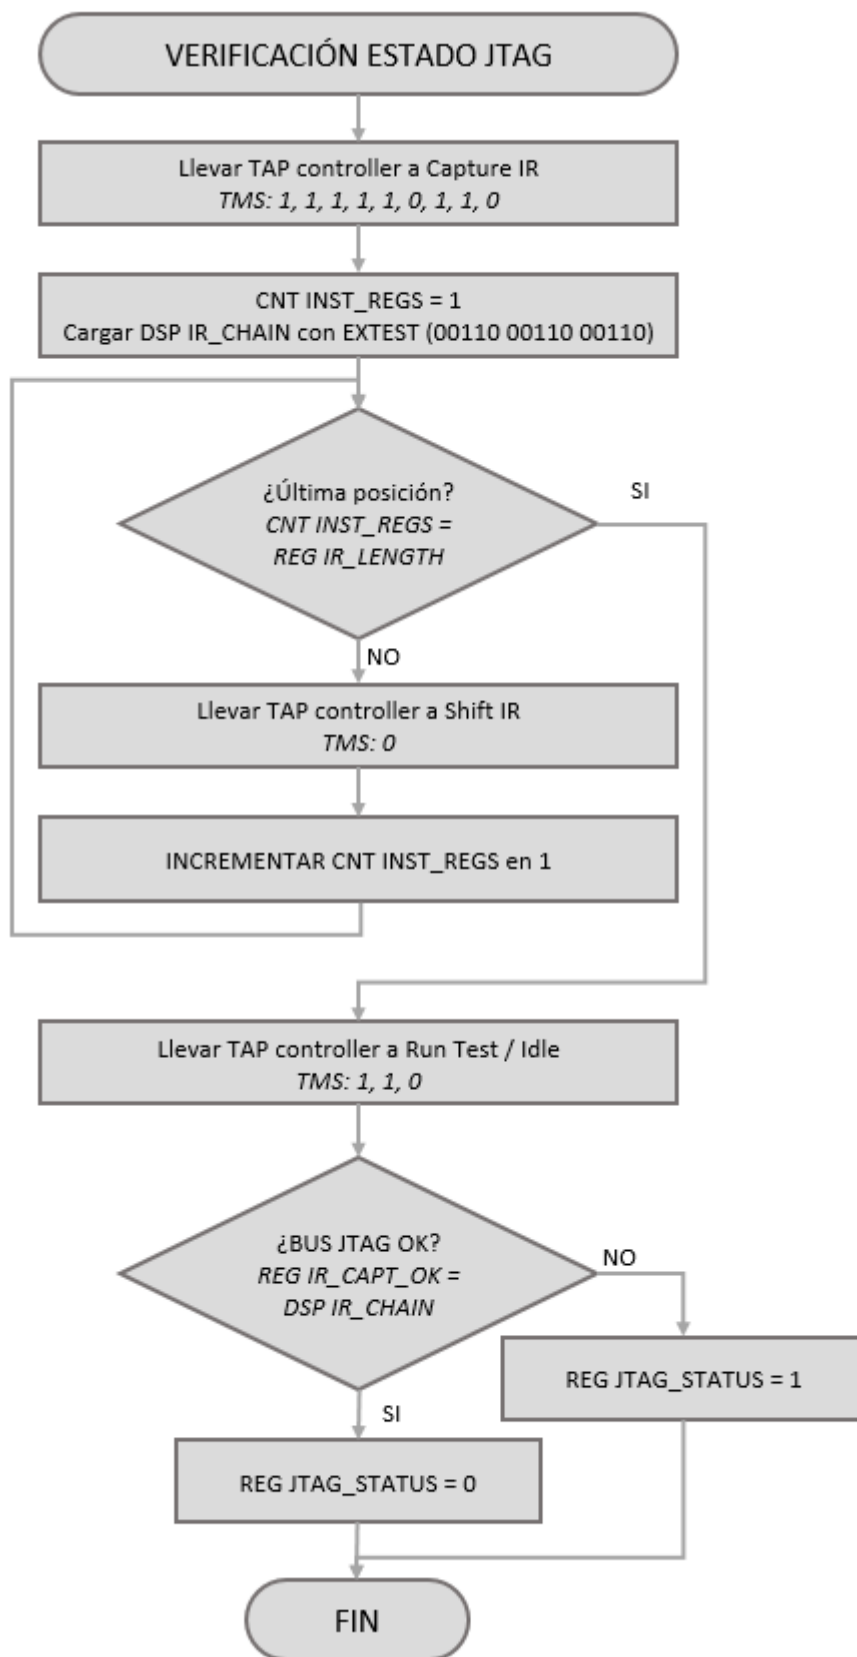 VERIFICACIÓN ESTADO JTAG
Llevar TAP controller a Capture IR
TMS: 1, 1, 1, 1, 1, 0, 1, 1, 0
CNT INST_REGS = 1
Cargar DSP IR_CHAIN con EXTEST (00110 00110 00110)
¿Última posición?
CNT INST_REGS =
REG IR_LENGTH
SI
NO
Llevar TAP controller a Shift IR
TMS: 0
INCREMENTAR CNT INST_REGS en 1
Llevar TAP controller a Run Test / Idle
TMS: 1, 1, 0
¿BUS JTAG OK?
REG IR_CAPT_OK =
DSP IR_CHAIN
NO
REG JTAG_STATUS = 1
SI
REG JTAG_STATUS = 0
FIN